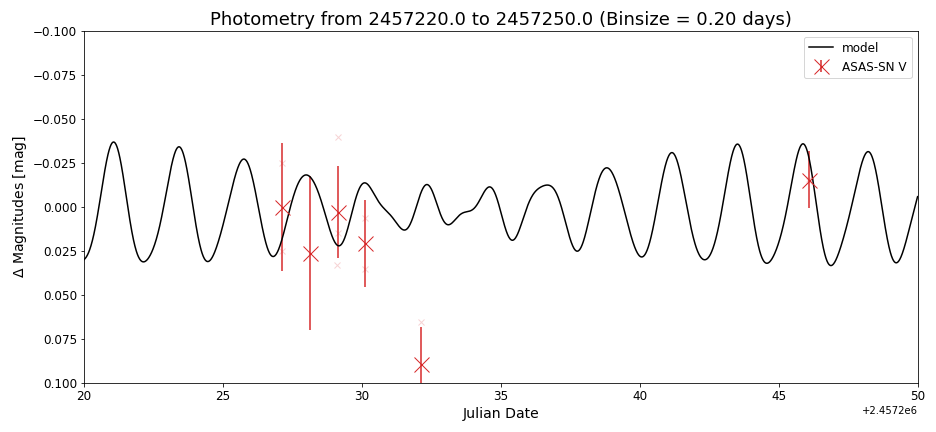 Photometry from 2457220.0 to 2457250.0 (Binsize = 0.20 days)
−0.100
−0.075
−0.050
−0.025
0.000
0.025
0.050
0.075
0.100
Δ Magnitudes [mag]
model
ASAS-SN V
20
25
30
35
40
45
50
Julian Date
+2.4572e6